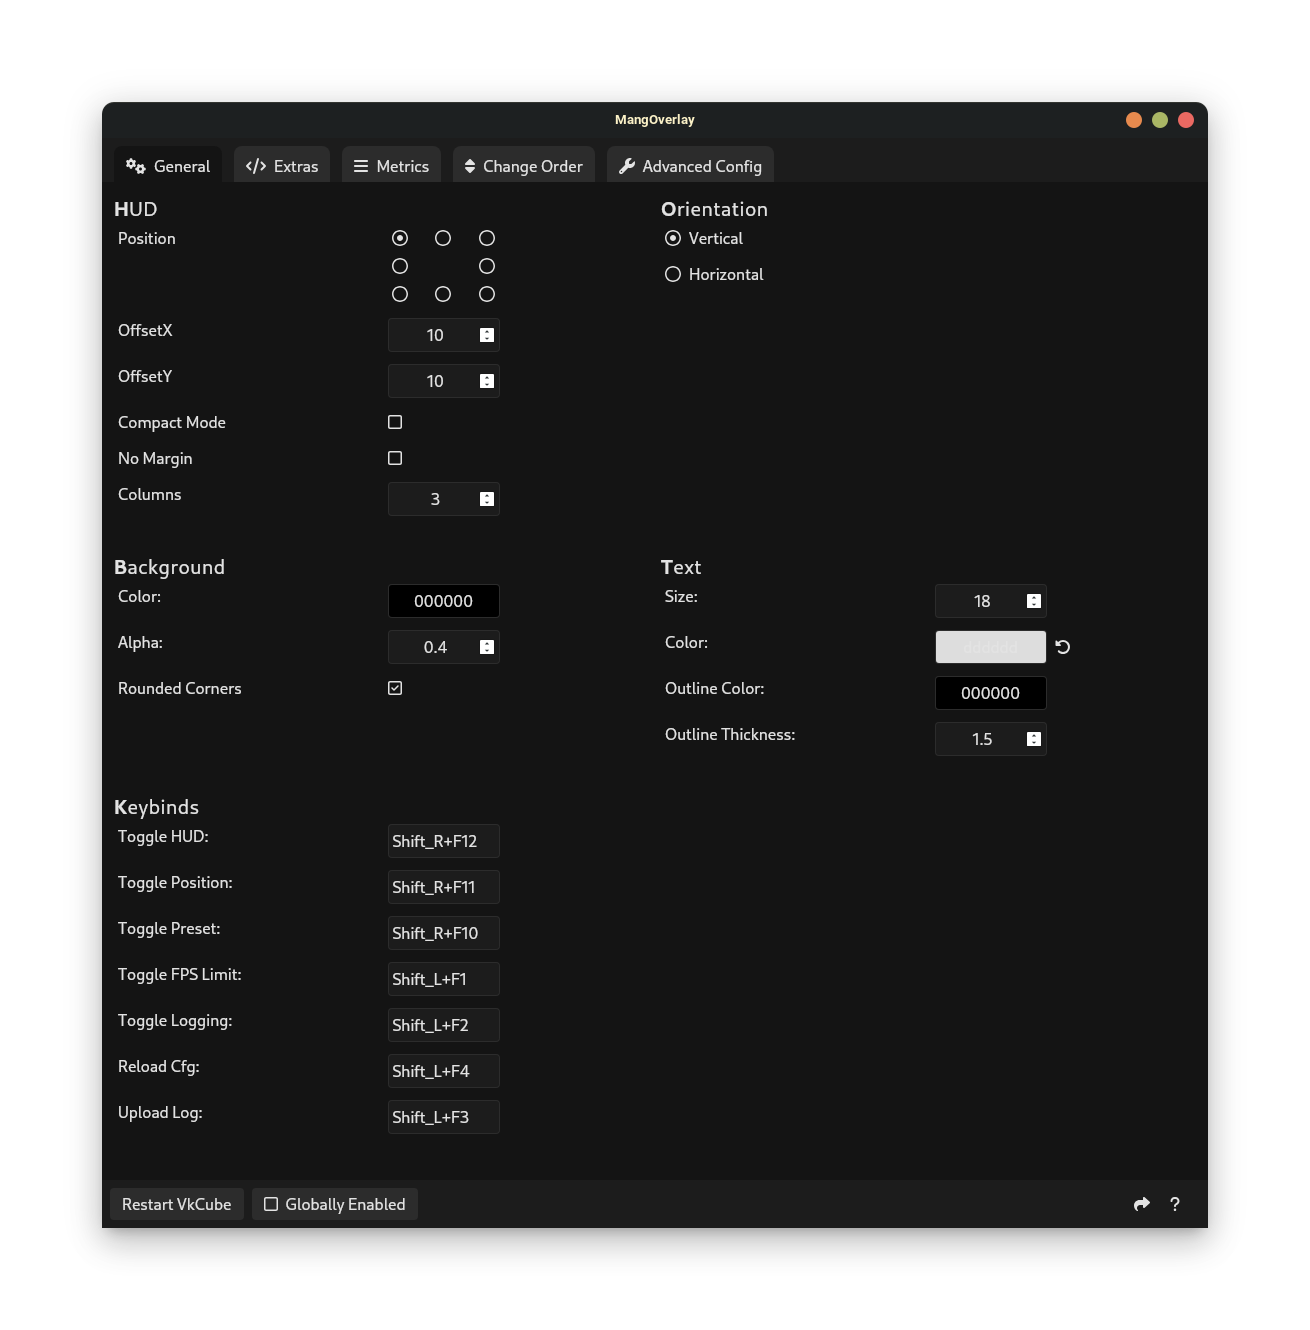 MangOverlay
General
Extras
Metrics
Change Order
Advanced Config
HUD
Position
OffsetX
10
OffsetY
10
Compact Mode
No Margin
Columns
3
Orientation
Vertical
Horizontal
Background
Color:
000000
Alpha:
0.4
Rounded Corners
Text
Size:
18
Color:
dddddd
Outline Color:
000000
Outline Thickness:
1.5
Keybinds
Toggle HUD:
Shift_R+F12
Toggle Position:
Shift_R+F11
Toggle Preset:
Shift_R+F10
Toggle FPS Limit:
Shift_L+F1
Toggle Logging:
Shift_L+F2
Reload Cfg:
Shift_L+F4
Upload Log:
Shift_L+F3
Restart VkCube
Globally Enabled
?